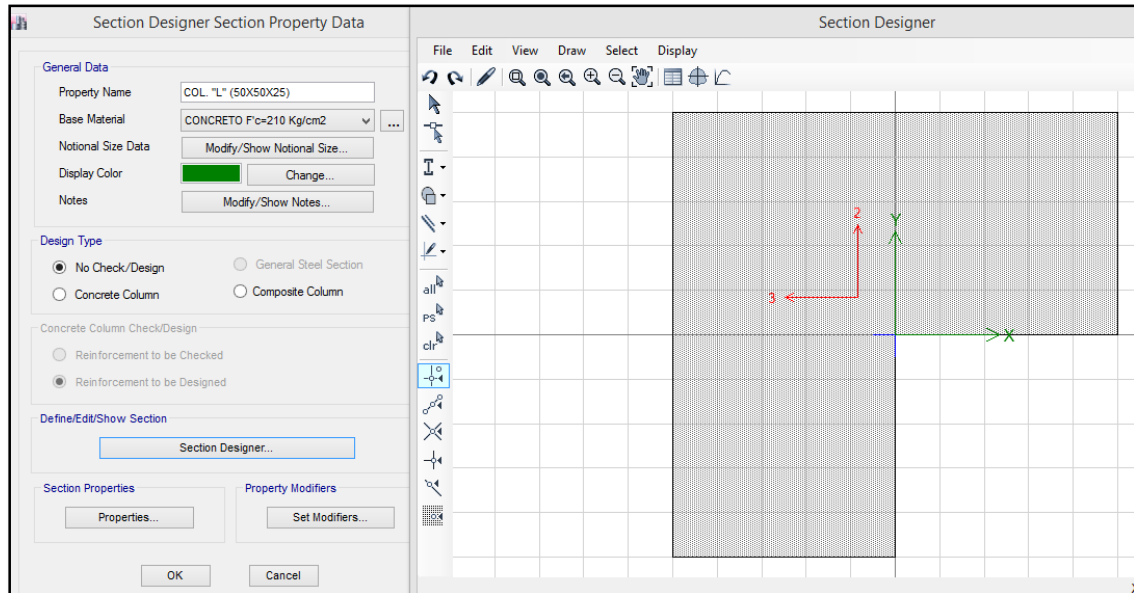 Section Designer Section Property Data
General Data
Property Name COL. "L" (50X50X25)
Base Material CONCRETO F'c=210 Kg/cm2 ...
Notional Size Data Modify/Show Notional Size...
Display Color Change...
Notes Modify/Show Notes...
Design Type
No Check/Design General Steel Section
Concrete Column Composite Column
Concrete Column Check/Design
Reinforcement to be Checked
Reinforcement to be Designed
Define/Edit/Show Section
Section Designer...
Section Properties Property Modifiers
Properties... Set Modifiers...
OK Cancel
Section Designer
File Edit View Draw Select Display
all
PS
clr
2
Y
3
X